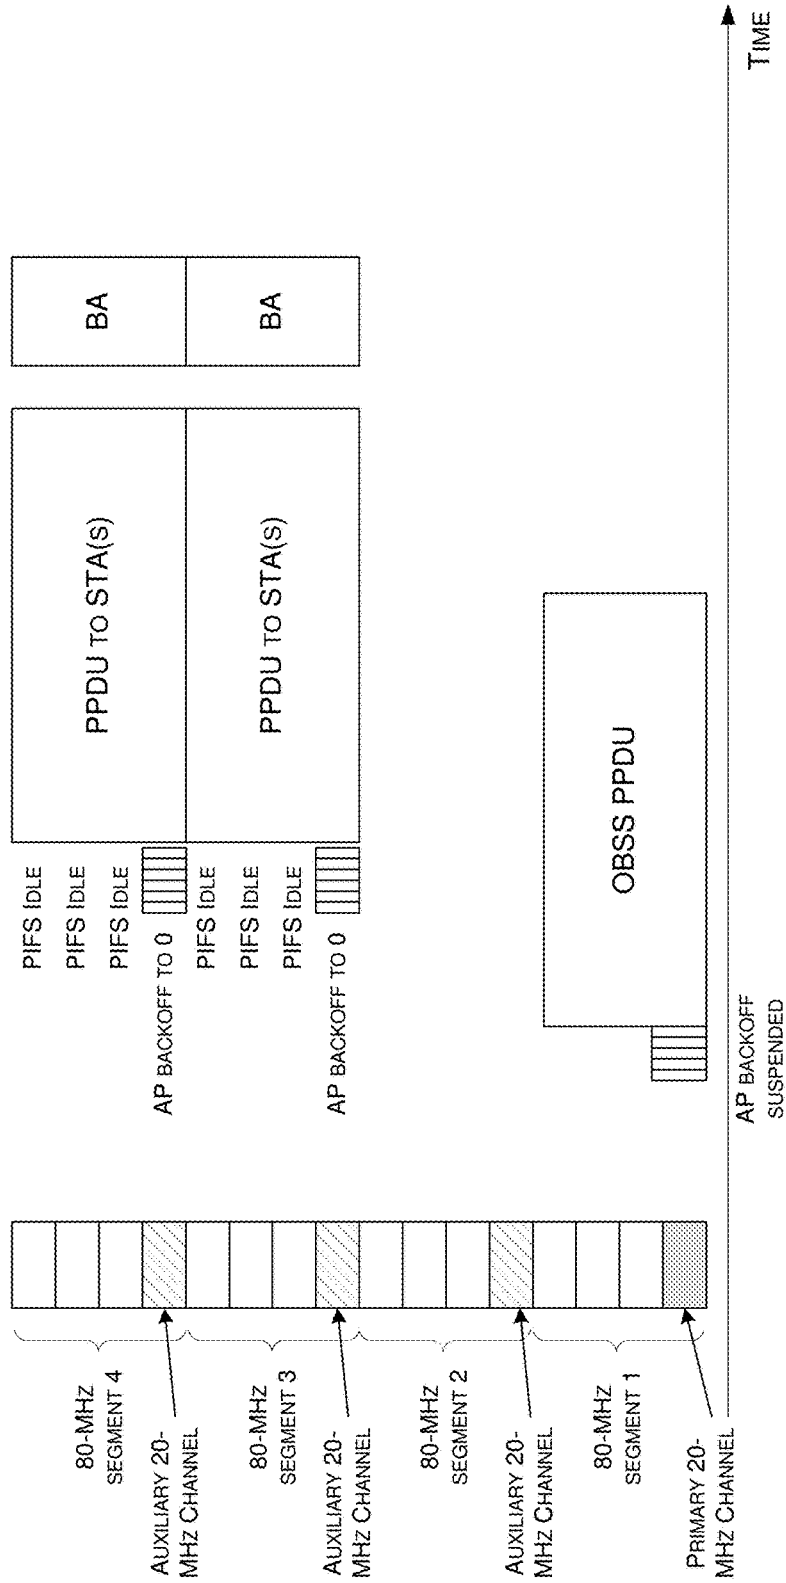 80-MHZ
SEGMENT 4
AUXILIARY 20-
MHZ CHANNEL
PIFS IDLE
PIFS IDLE
PIFS IDLE
AP BACKOFF TO 0
PPDU TO STA(S)
BA
80-MHZ
SEGMENT 3
AUXILIARY 20-
MHZ CHANNEL
PIFS IDLE
PIFS IDLE
PIFS IDLE
AP BACKOFF TO 0
PPDU TO STA(S)
BA
80-MHZ
SEGMENT 2
AUXILIARY 20-
MHZ CHANNEL
80-MHZ
SEGMENT 1
PRIMARY 20-
MHZ CHANNEL
OBSS PPDU
AP BACKOFF
SUSPENDED
TIME